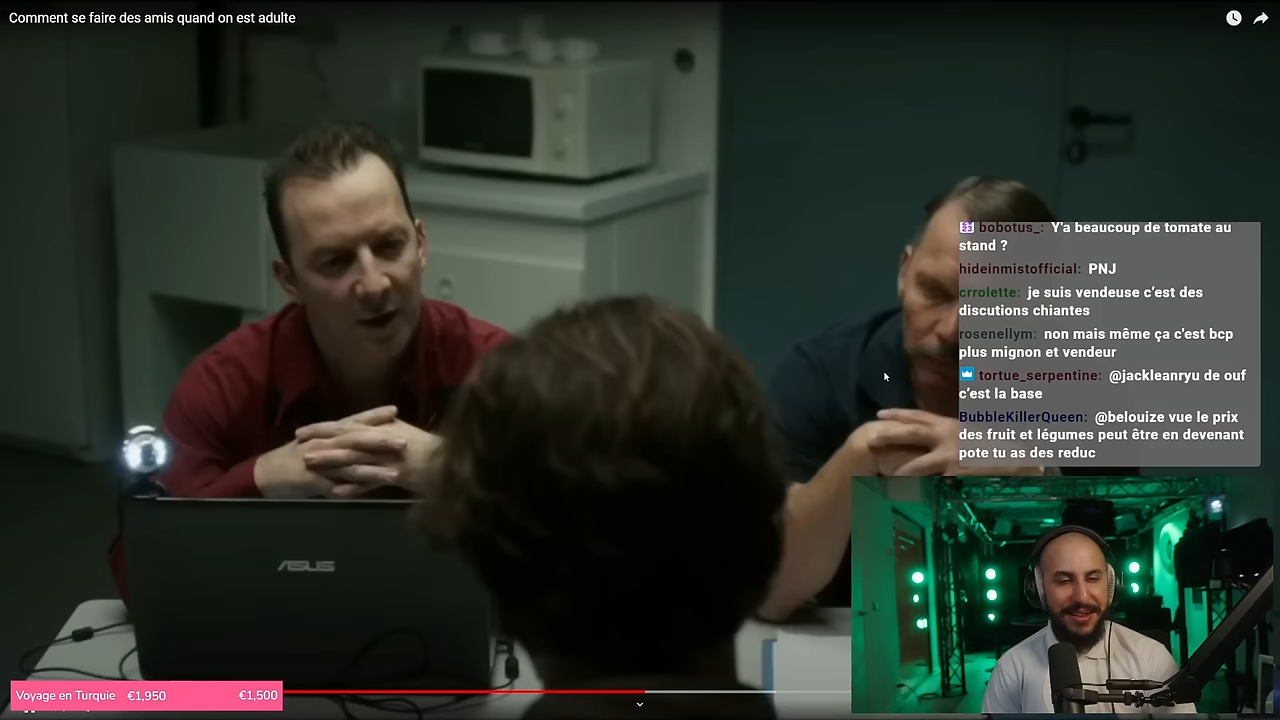 Comment se faire des amis quand on est adulte
bobotus_: Y'a beaucoup de tomate au
stand ?
hideinmistofficial: PNJ
crrolette: je suis vendeuse c'est des
discutions chiantes
rosenellym: non mais même ça c'est bcp
plus mignon et vendeur
tortue_serpentine: @jackleanryu de ouf
c'est la base
BubbleKillerQueen: @belouize vue le prix
des fruit et légumes peut être en devenant
pote tu as des reduc
ASUS
Voyage en Turquie €1,950 €1,500